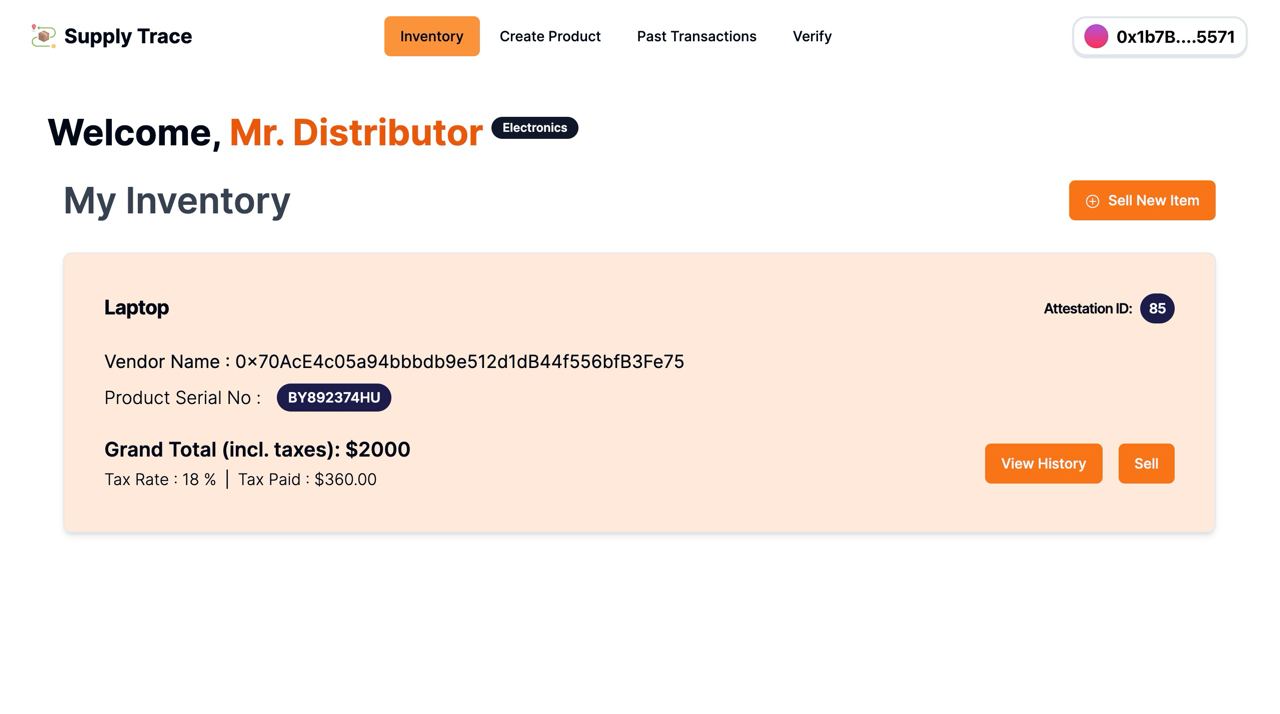 Supply Trace
Inventory
Create Product
Past Transactions
Verify
0x1b7B....5571
Welcome, Mr. Distributor
Electronics
My Inventory
Sell New Item
Laptop
Attestation ID: 85
Vendor Name : 0x70AcE4c05a94bbbdb9e512d1dB44f556bfB3Fe75
Product Serial No : BY892374HU
Grand Total (incl. taxes): $2000
Tax Rate : 18 % | Tax Paid : $360.00
View History
Sell